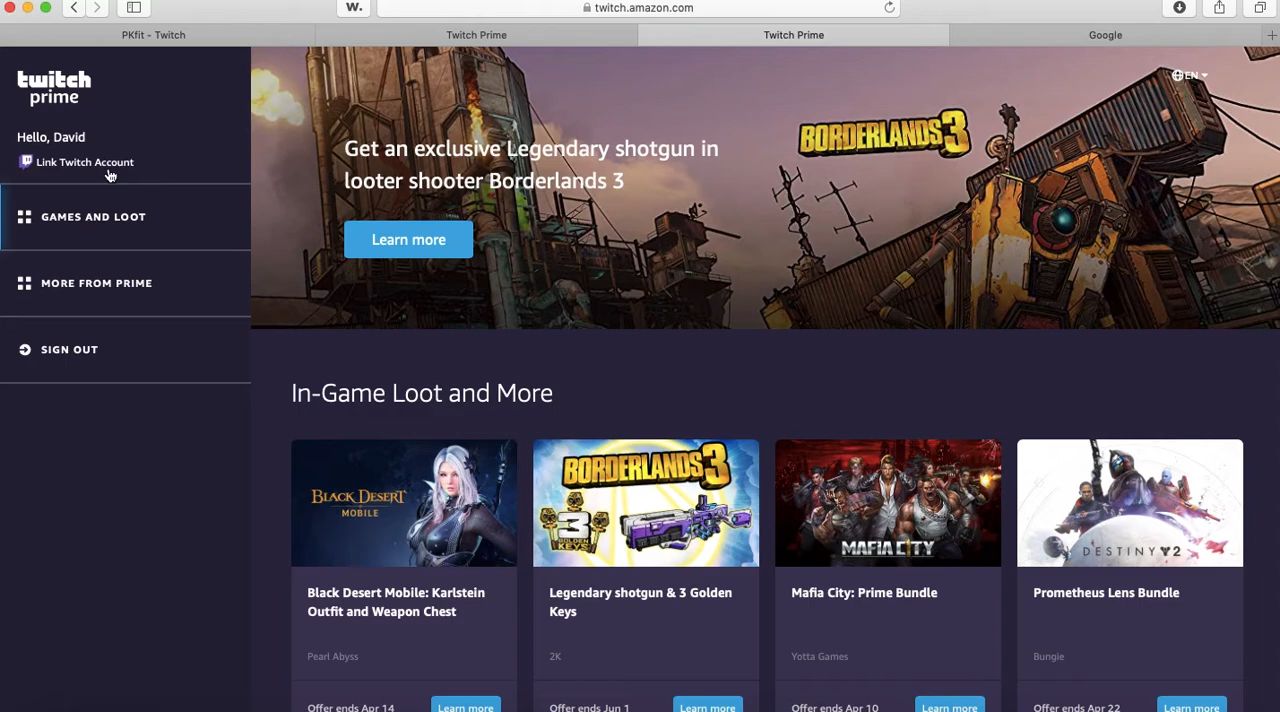 W.
twitch.amazon.com
PKfit - Twitch
Twitch Prime
Twitch Prime
Google
twitch
prime
Hello, David
Link Twitch Account
GAMES AND LOOT
MORE FROM PRIME
SIGN OUT
EN
Get an exclusive Legendary shotgun in
looter shooter Borderlands 3
Learn more
BORDERLANDS 3
In-Game Loot and More
BLACK DESERT
MOBILE
Black Desert Mobile: Karlstein
Outfit and Weapon Chest
Pearl Abyss
Offer ends Apr 14
Learn more
BORDERLANDS 3
3
GOLDEN
KEYS
Legendary shotgun & 3 Golden
Keys
2K
Offer ends Jun 1
Learn more
MAFIA CITY
Mafia City: Prime Bundle
Yotta Games
Offer ends Apr 10
Learn more
DESTINY 2
Prometheus Lens Bundle
Bungie
Offer ends Apr 22
Learn more